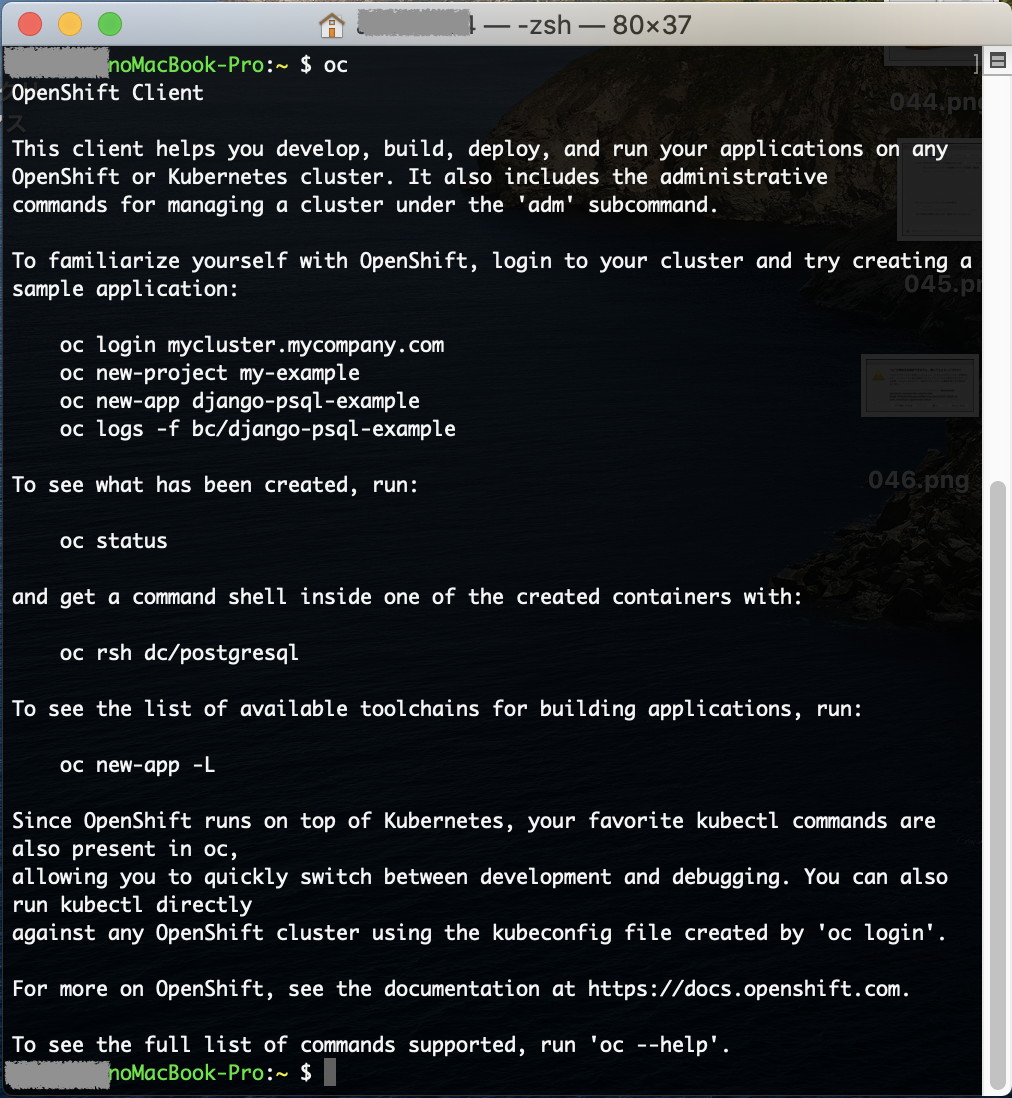 4 — -zsh — 80×37
noMacBook-Pro:~ $ oc
OpenShift Client
ス
This client helps you develop, build, deploy, and run your applications on any
OpenShift or Kubernetes cluster. It also includes the administrative
commands for managing a cluster under the 'adm' subcommand.
To familiarize yourself with OpenShift, login to your cluster and try creating a
sample application:
oc login mycluster.mycompany.com
oc new-project my-example
oc new-app django-psql-example
oc logs -f bc/django-psql-example
To see what has been created, run:
oc status
and get a command shell inside one of the created containers with:
oc rsh dc/postgresql
To see the list of available toolchains for building applications, run:
oc new-app -L
Since OpenShift runs on top of Kubernetes, your favorite kubectl commands are
also present in oc,
allowing you to quickly switch between development and debugging. You can also
run kubectl directly
against any OpenShift cluster using the kubeconfig file created by 'oc login'.
For more on OpenShift, see the documentation at https://docs.openshift.com.
To see the full list of commands supported, run 'oc --help'.
noMacBook-Pro:~ $
044.pn
045.p
046.png